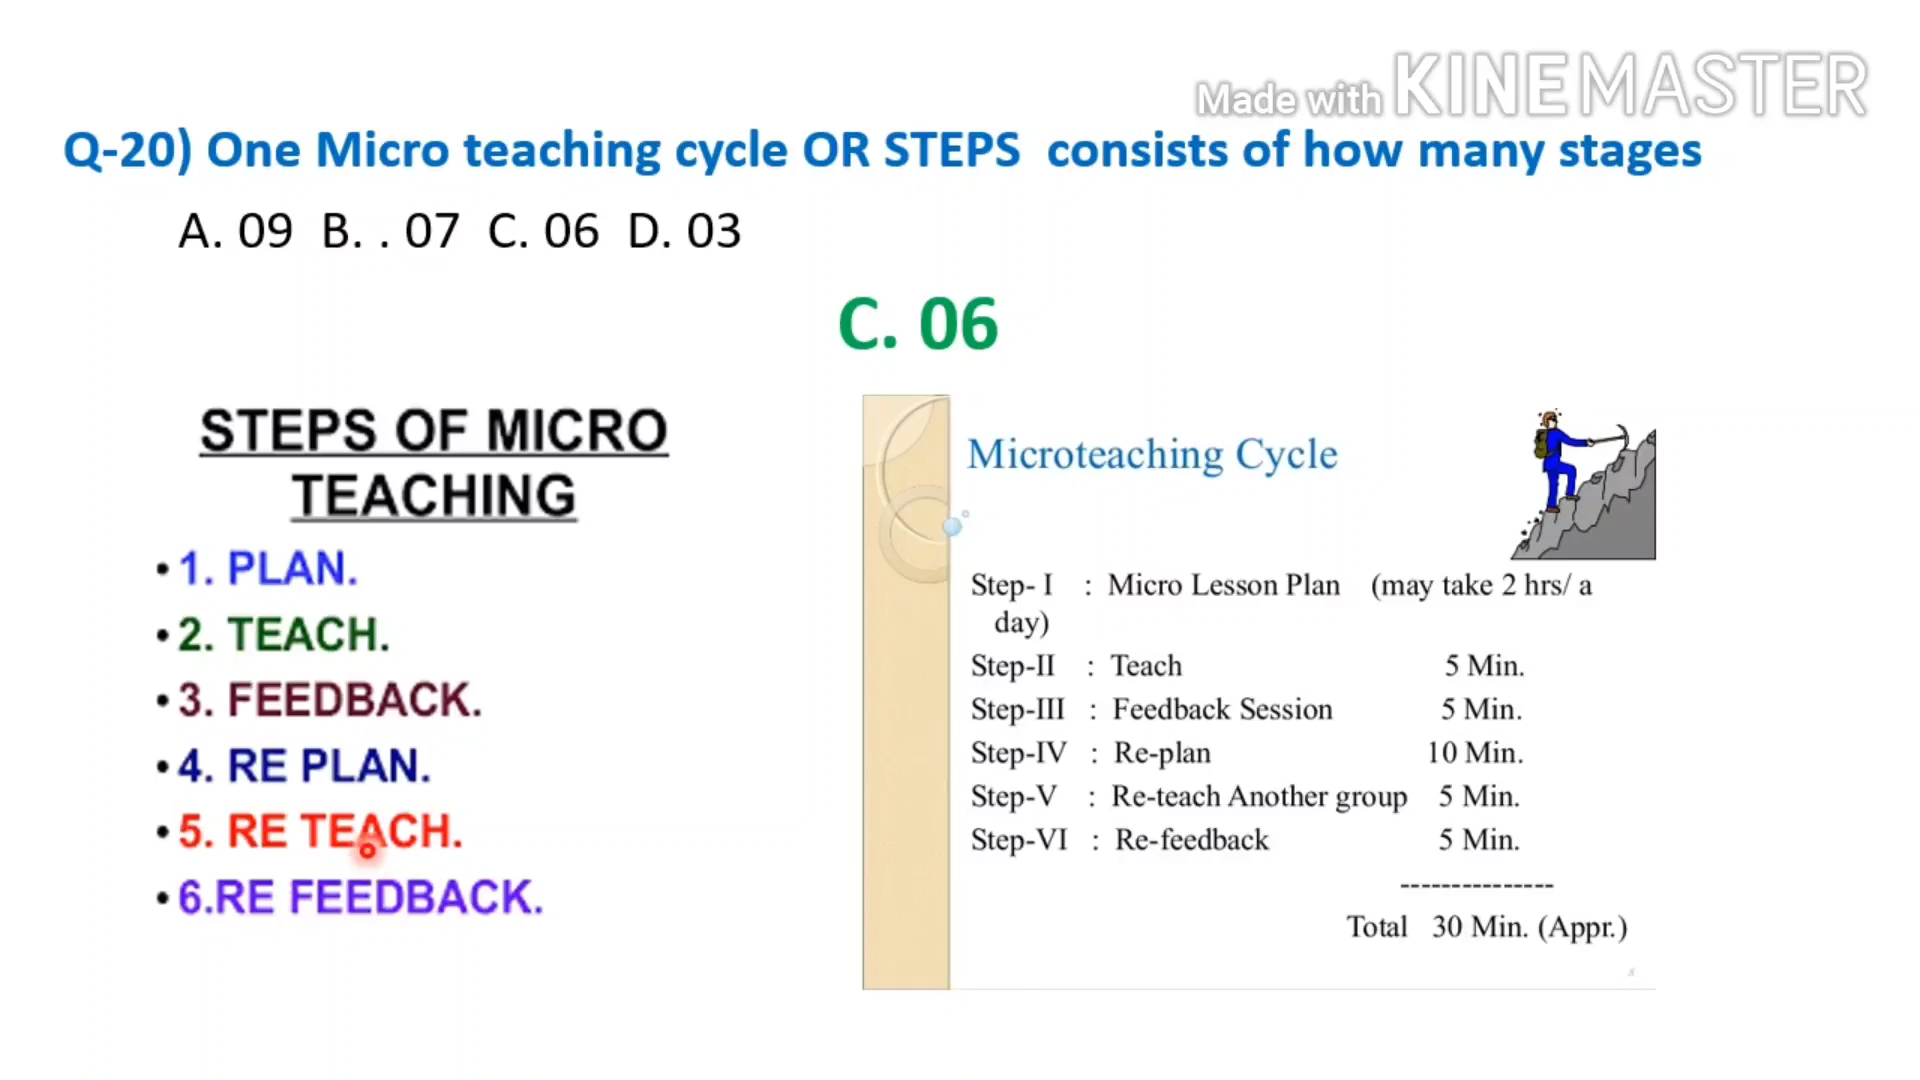 Made with KINEMASTER
Q-20) One Micro teaching cycle OR STEPS consists of how many stages
A. 09 B. . 07 C. 06 D. 03
C. 06
STEPS OF MICRO
TEACHING
• 1. PLAN.
• 2. TEACH.
• 3. FEEDBACK.
• 4. RE PLAN.
• 5. RE TEACH.
• 6.RE FEEDBACK.
Microteaching Cycle
Step- I : Micro Lesson Plan (may take 2 hrs/ a
day)
Step-II : Teach 5 Min.
Step-III : Feedback Session 5 Min.
Step-IV : Re-plan 10 Min.
Step-V : Re-teach Another group 5 Min.
Step-VI : Re-feedback 5 Min.
---------------
Total 30 Min. (Appr.)